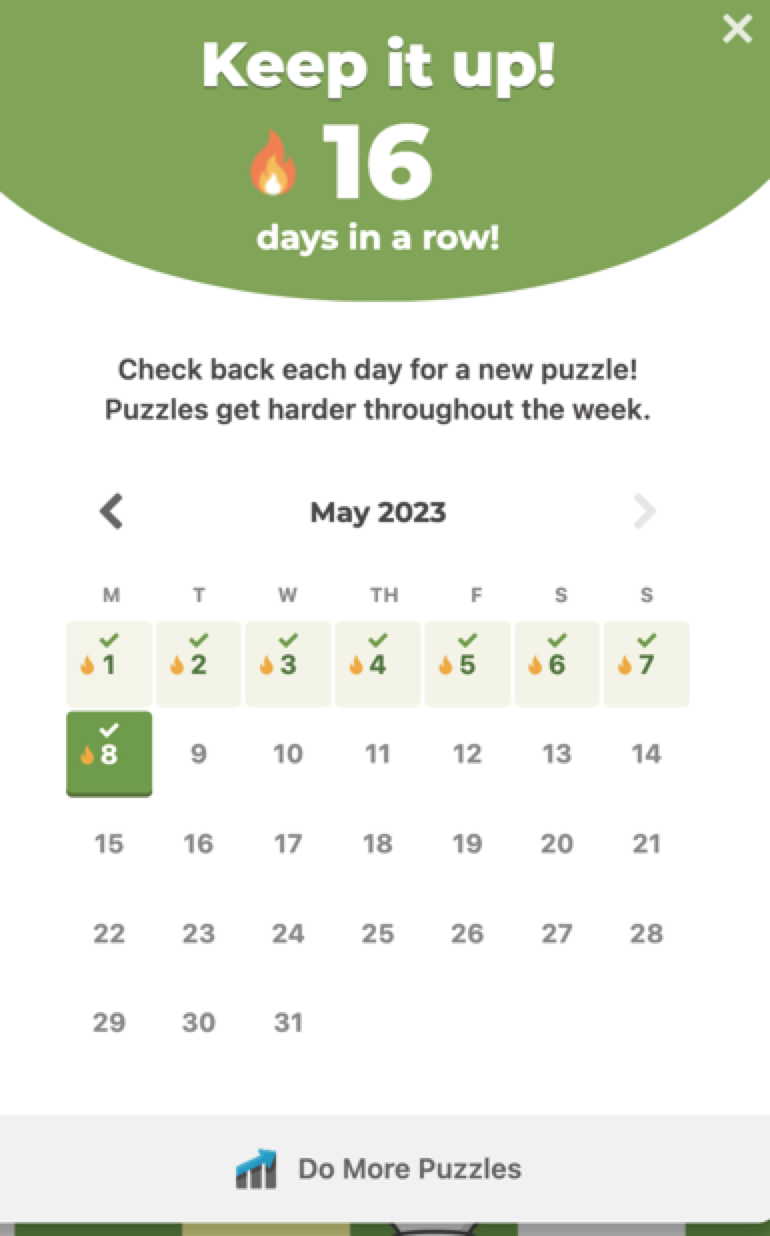 Keep it up!
16
days in a row!
Check back each day for a new puzzle!
Puzzles get harder throughout the week.
May 2023
M T W TH F S S
1 2 3 4 5 6 7
8 9 10 11 12 13 14
15 16 17 18 19 20 21
22 23 24 25 26 27 28
29 30 31
Do More Puzzles